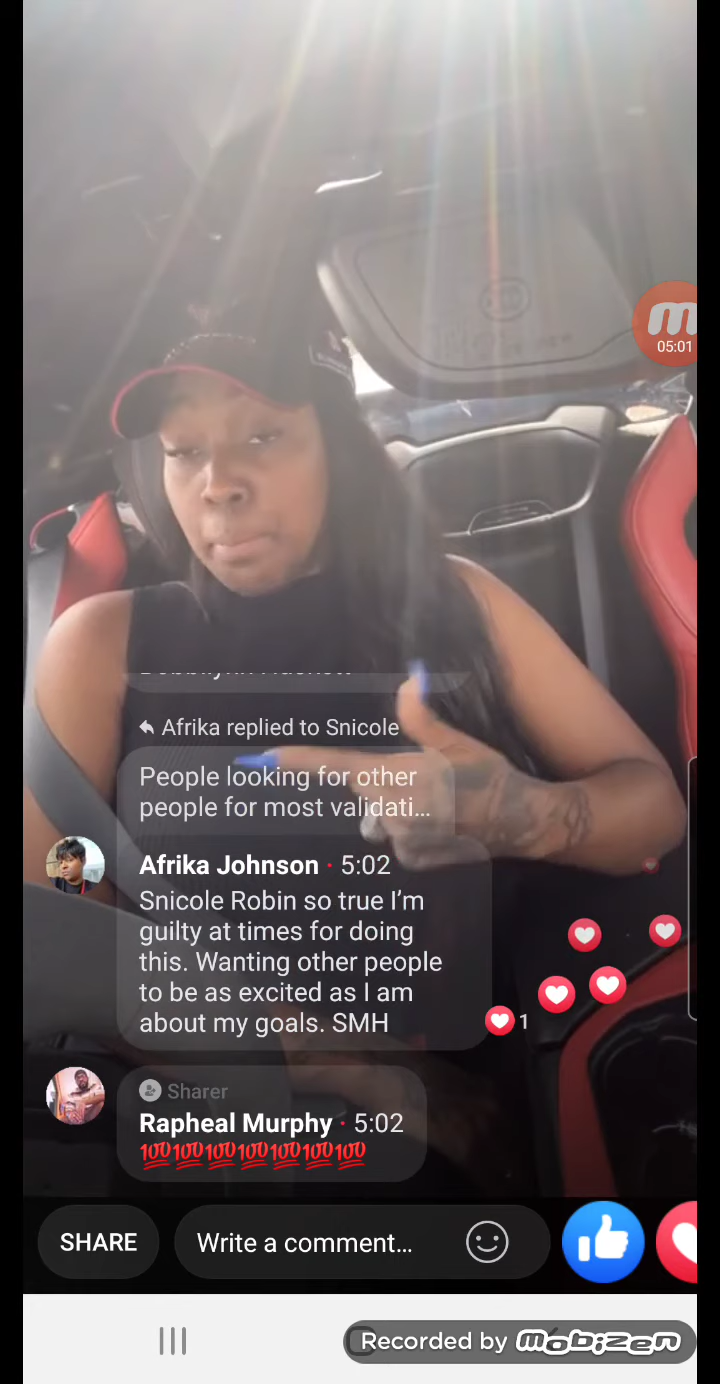 05:01
Afrika replied to Snicole
People looking for other
people for most validati...
Afrika Johnson · 5:02
Snicole Robin so true I'm
guilty at times for doing
this. Wanting other people
to be as excited as I am
about my goals. SMH
1
Sharer
Rapheal Murphy · 5:02
💯💯💯💯💯💯💯
SHARE
Write a comment...
Recorded by mobizen